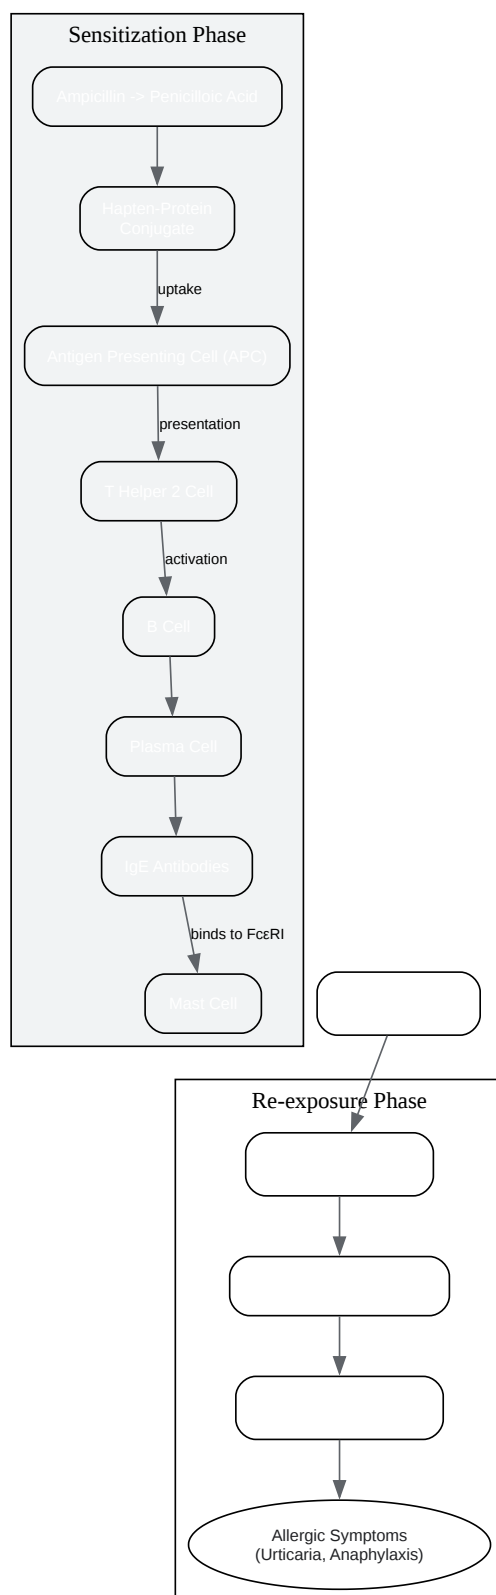 Sensitization Phase
Ampicillin -> Penicilloic Acid
Hapten-Protein
Conjugate
uptake
Antigen Presenting Cell (APC)
presentation
T Helper 2 Cell
activation
B Cell
Plasma Cell
IgE Antibodies
binds to FcεRI
Mast Cell
Re-exposure Phase
Allergic Symptoms
(Urticaria, Anaphylaxis)